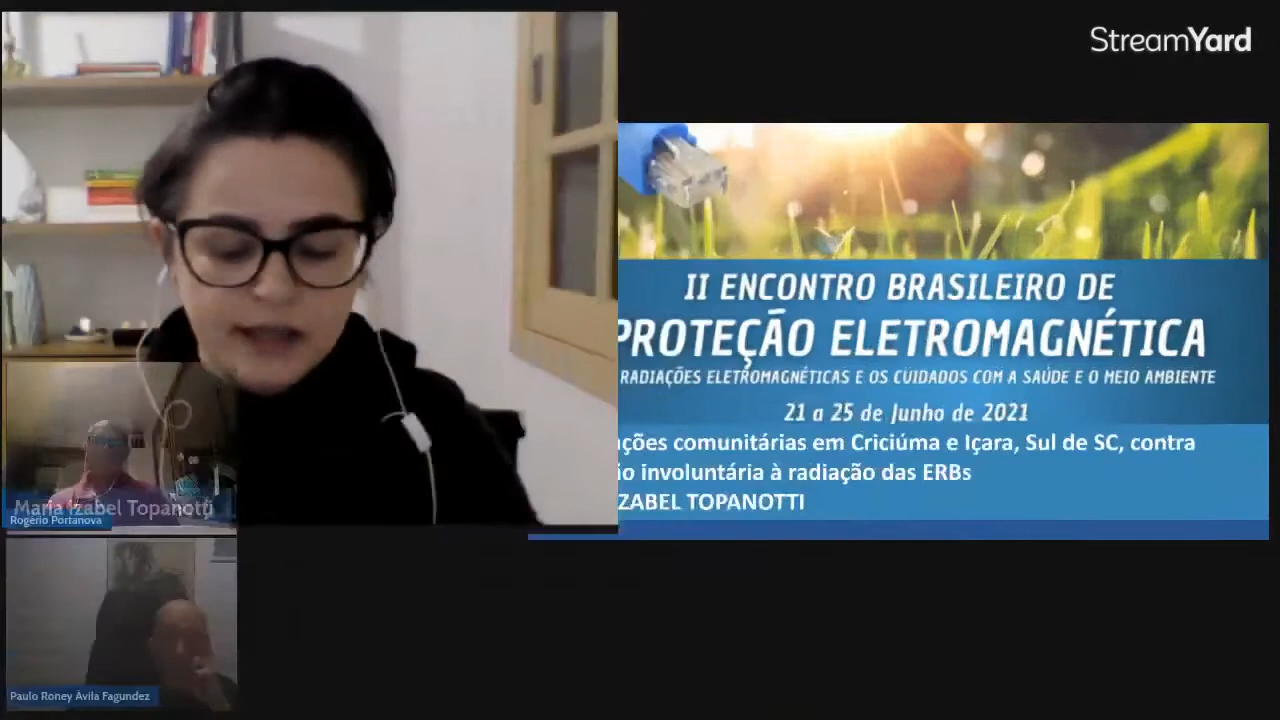 StreamYard
II ENCONTRO BRASILEIRO DE
PROTEÇÃO ELETROMAGNÉTICA
RADIAÇÕES ELETROMAGNÉTICAS E OS CUIDADOS COM A SAÚDE E O MEIO AMBIENTE
21 a 25 de Junho de 2021
ções comunitárias em Criciúma e Içara, Sul de SC, contra
ão involuntária à radiação das ERBs
ZABEL TOPANOTTI
Maria Izabel Topanotti
Rogério Portanova
Paulo Roney Ávila Fagundez